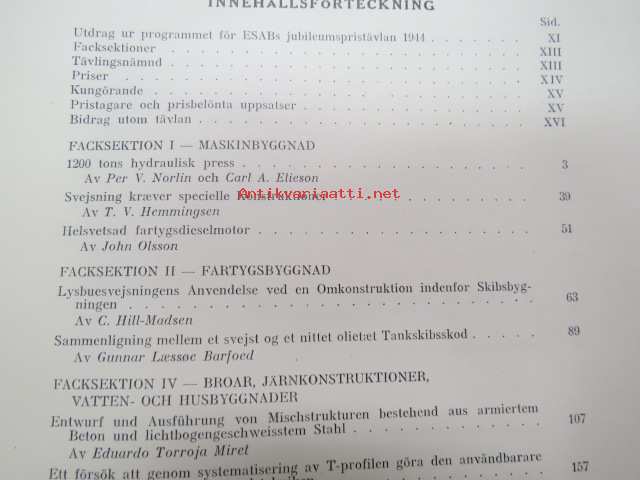 INNEHÅLLSFÖRTECKNING
Sid.
Utdrag ur programmet för ESABs jubileumspristävlan 1944 . . . . XI
Facksektioner . . . . . . . . . . . . . . . . . . XIII
Tävlingsnämnd . . . . . . . . . . . . . . . . . XIII
Priser . . . . . . . . . . . . . . . . . . . . XIV
Kungörande . . . . . . . . . . . . . . . . . . XV
Pristagare och prisbelönta uppsatser . . . . . . . . . . . XV
Bidrag utom tävlan . . . . . . . . . . . . . . . . XVI
FACKSEKTION I — MASKINBYGGNAD
1200 tons hydraulisk press . . . . . . . . . . . . . . 3
Av Per V. Norlin och Carl A. Elieson
Antikvariaatti.net
Svejsning kræver specielle Konstruktioner . . . . . . . . . 39
Av T. V. Hemmingsen
Helsvetsad fartygsdieselmotor . . . . . . . . . . . . . 51
Av John Olsson
FACKSEKTION II — FARTYGSBYGGNAD
Lysbuesvejsningens Anvendelse ved en Omkonstruktion indenfor Skibsbyg-
ningen . . . . . . . . . . . . . . . . . . . . 63
Av C. Hill-Madsen
Sammenligning mellem et svejst og et nittet olietæt Tankskibsskod . . . . . 89
Av Gunnar Læssøe Barfoed
FACKSEKTION IV — BROAR, JÄRNKONSTRUKTIONER,
VATTEN- OCH HUSBYGGNADER
Entwurf und Ausführung von Mischstrukturen bestehend aus armiertem
Beton und lichtbogengeschweisstem Stahl . . . . . . . . . 107
Av Eduardo Torroja Miret
Ett försök att genom systematisering av T-profilen göra den användbarare
157